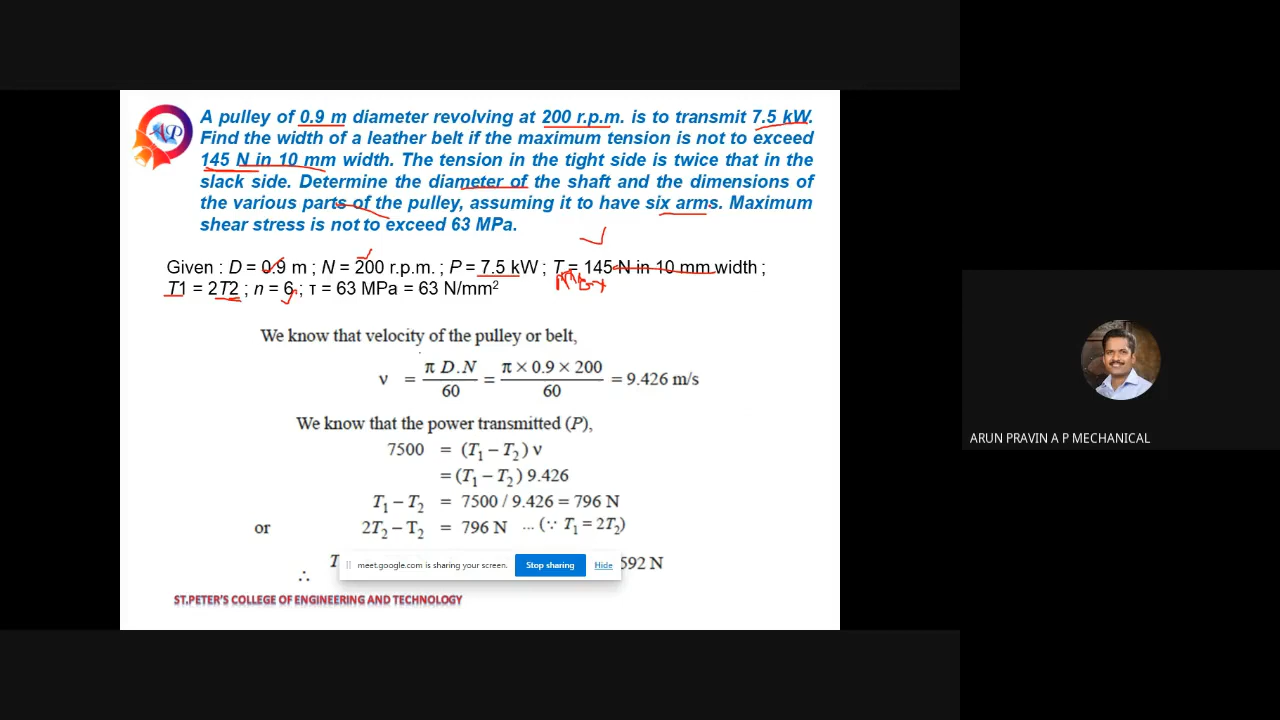 A pulley of 0.9 m diameter revolving at 200 r.p.m. is to transmit 7.5 kW.
Find the width of a leather belt if the maximum tension is not to exceed
145 N in 10 mm width. The tension in the tight side is twice that in the
slack side. Determine the diameter of the shaft and the dimensions of
the various parts of the pulley, assuming it to have six arms. Maximum
shear stress is not to exceed 63 MPa.
Given : D = 0.9 m ; N = 200 r.p.m. ; P = 7.5 kW ; T = 145 N in 10 mm width ;
T1 = 2T2 ; n = 6 ; τ = 63 MPa = 63 N/mm²
We know that velocity of the pulley or belt,
v = π D.N / 60 = π × 0.9 × 200 / 60 = 9.426 m/s
We know that the power transmitted (P),
7500 = (T₁ – T₂) v
= (T₁ – T₂) 9.426
T₁ – T₂ = 7500 / 9.426 = 796 N
or 2T₂ – T₂ = 796 N ... (∵ T₁ = 2T₂)
∴ T 592 N
meet.google.com is sharing your screen. Stop sharing Hide
ST.PETER'S COLLEGE OF ENGINEERING AND TECHNOLOGY
ARUN PRAVIN A P MECHANICAL